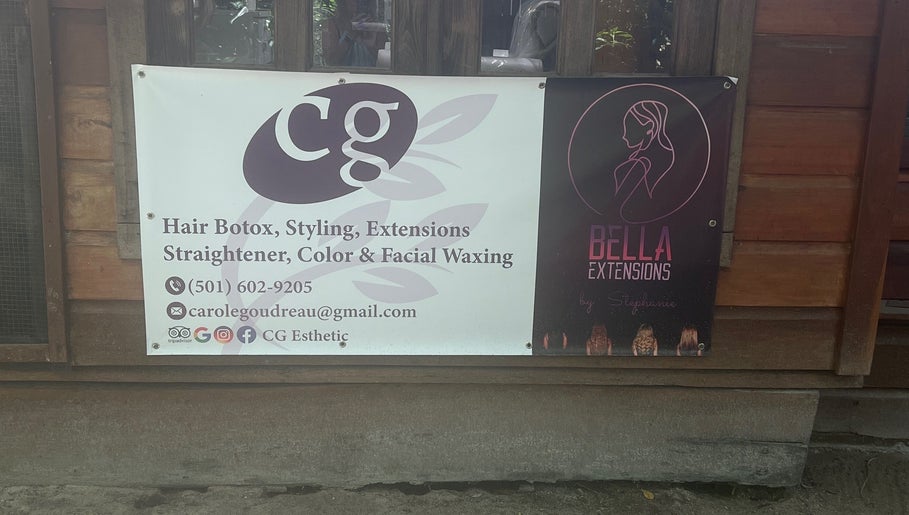 cg
Hair Botox, Styling, Extensions
Straightener, Color & Facial Waxing
(501) 602-9205
carolegoudreau@gmail.com
tripadvisor G CG Esthetic
BELLA
EXTENSIONS
by Stephanie